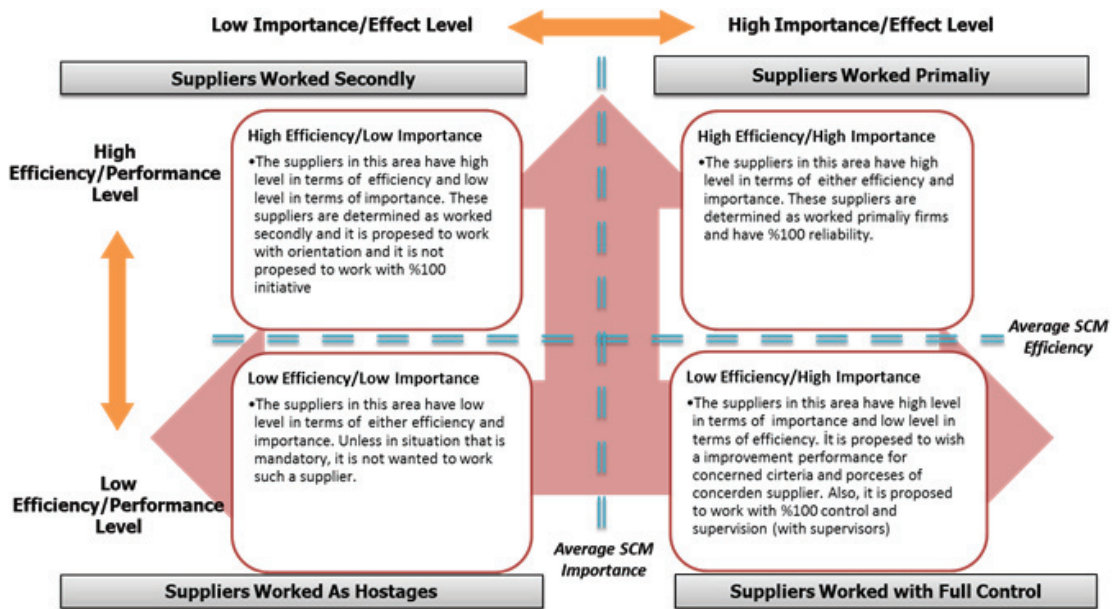 Low Importance/Effect Level
High Importance/Effect Level
Suppliers Worked Secondly
Suppliers Worked Primaliy
High
Efficiency/Performance
Level
High Efficiency/Low Importance
•The suppliers in this area have high
level in terms of efficiency and low
level in terms of importance. These
suppliers are determined as worked
secondly and it is propesed to work
with orientation and it is not
propesed to work with %100
initiative
High Efficiency/High Importance
•The suppliers in this area have high
level in terms of either efficiency and
importance. These suppliers are
determined as worked primaliy firms
and have %100 reliability.
Average SCM
Efficiency
Low Efficiency/Low Importance
•The suppliers in this area have low
level in terms of either efficiency and
importance. Unless in situation that is
mandatory, it is not wanted to work
such a supplier.
Low Efficiency/High Importance
•The suppliers in this area have high level
in terms of importance and low level in
terms of efficiency. İt is propesed to wish
a improvement performance for
concerned cirteria and porceses of
concerden supplier. Also, it is proposed
to work with %100 control and
supervision (with supervisors)
Low
Efficiency/Performance
Level
Average SCM
Importance
Suppliers Worked As Hostages
Suppliers Worked with Full Control